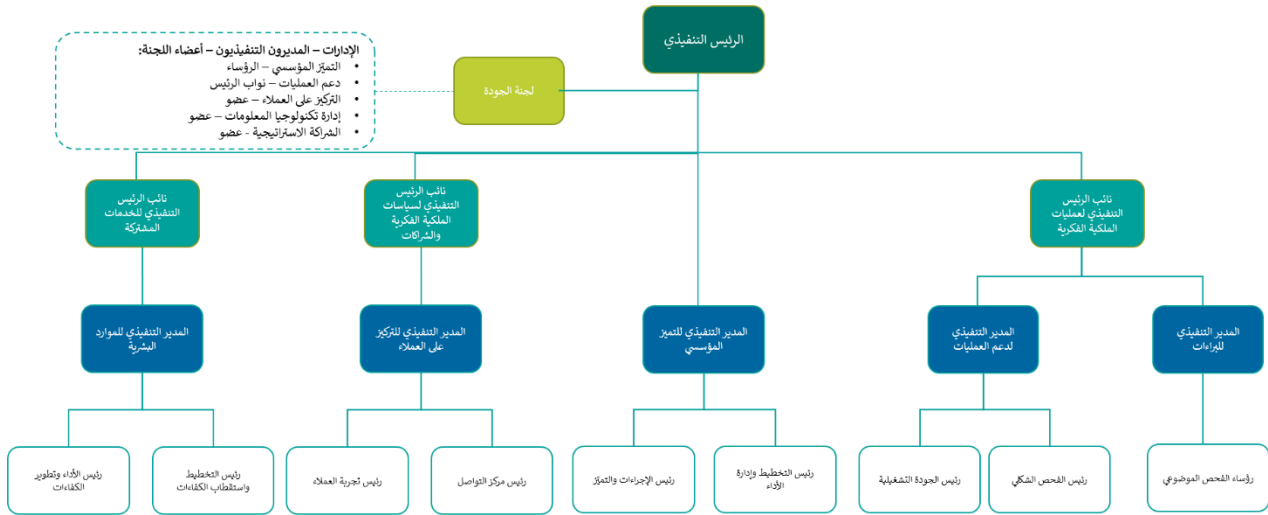 الرئيس التنفيذي
الإدارات – المديرون التنفيذيون – أعضاء اللجنة:
• التميّز المؤسسي – الرؤساء
• دعم العمليات – نواب الرئيس
• التركيز على العملاء – عضو
• إدارة تكنولوجيا المعلومات – عضو
• الشراكة الاستراتيجية - عضو
لجنة الجودة
نائب الرئيس
التنفيذي لعمليات
الملكية الفكرية
نائب الرئيس
التنفيذي لسياسات
الملكية الفكرية
والشراكات
نائب الرئيس
التنفيذي للخدمات
المشتركة
المدير التنفيذي
للبراءات
المدير التنفيذي
لدعم العمليات
المدير التنفيذي للتميز
المؤسسي
المدير التنفيذي للتركيز
على العملاء
المدير التنفيذي للموارد
البشرية
رؤساء الفحص الموضوعي
رئيس الفحص الشكلي
رئيس الجودة التشغيلية
رئيس التخطيط وإدارة
الأداء
رئيس الإجراءات والتميّز
رئيس مركز التواصل
رئيس تجربة العملاء
رئيس التخطيط
واستقطاب الكفاءات
رئيس الأداء وتطوير
الكفاءات